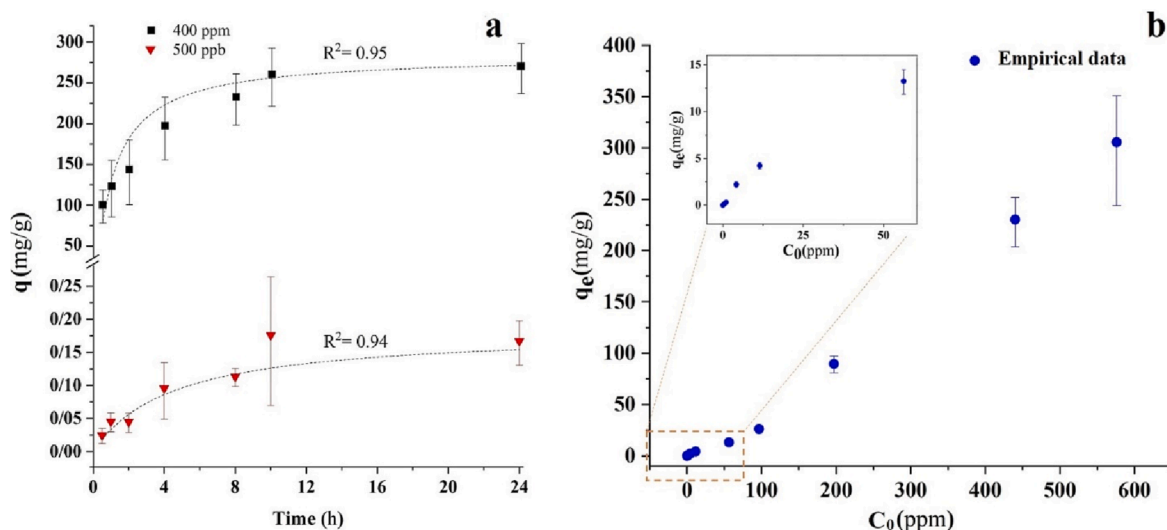 a
400 ppm
500 ppb
R²= 0.95
R²= 0.94
300
250
200
150
100
50
0/25
0/20
0/15
0/10
0/05
0/00
q (mg/g)
0 4 8 12 16 20 24
Time (h)
b
Empirical data
400
350
300
250
200
150
100
50
0
qe(mg/g)
0 100 200 300 400 500 600
C0(ppm)
15
10
5
0
qe(mg/g)
0 25 50
C0(ppm)